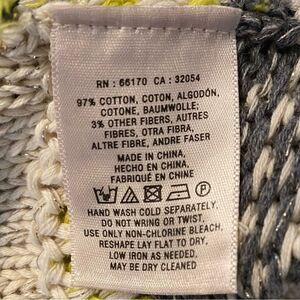 RN : 66170 CA : 32054
97% COTTON, COTON, ALGODÓN,
COTONE, BAUMWOLLE;
3% OTHER FIBERS, AUTRES
FIBRES, OTRA FIBRA,
ALTRE FIBRE, ANDRE FASER
MADE IN CHINA,
HECHO EN CHINA,
FABRIQUÉ EN CHINE
HAND WASH COLD SEPARATELY.
DO NOT WRING OR TWIST.
USE ONLY NON-CHLORINE BLEACH.
RESHAPE LAY FLAT TO DRY.
LOW IRON AS NEEDED.
MAY BE DRY CLEANED